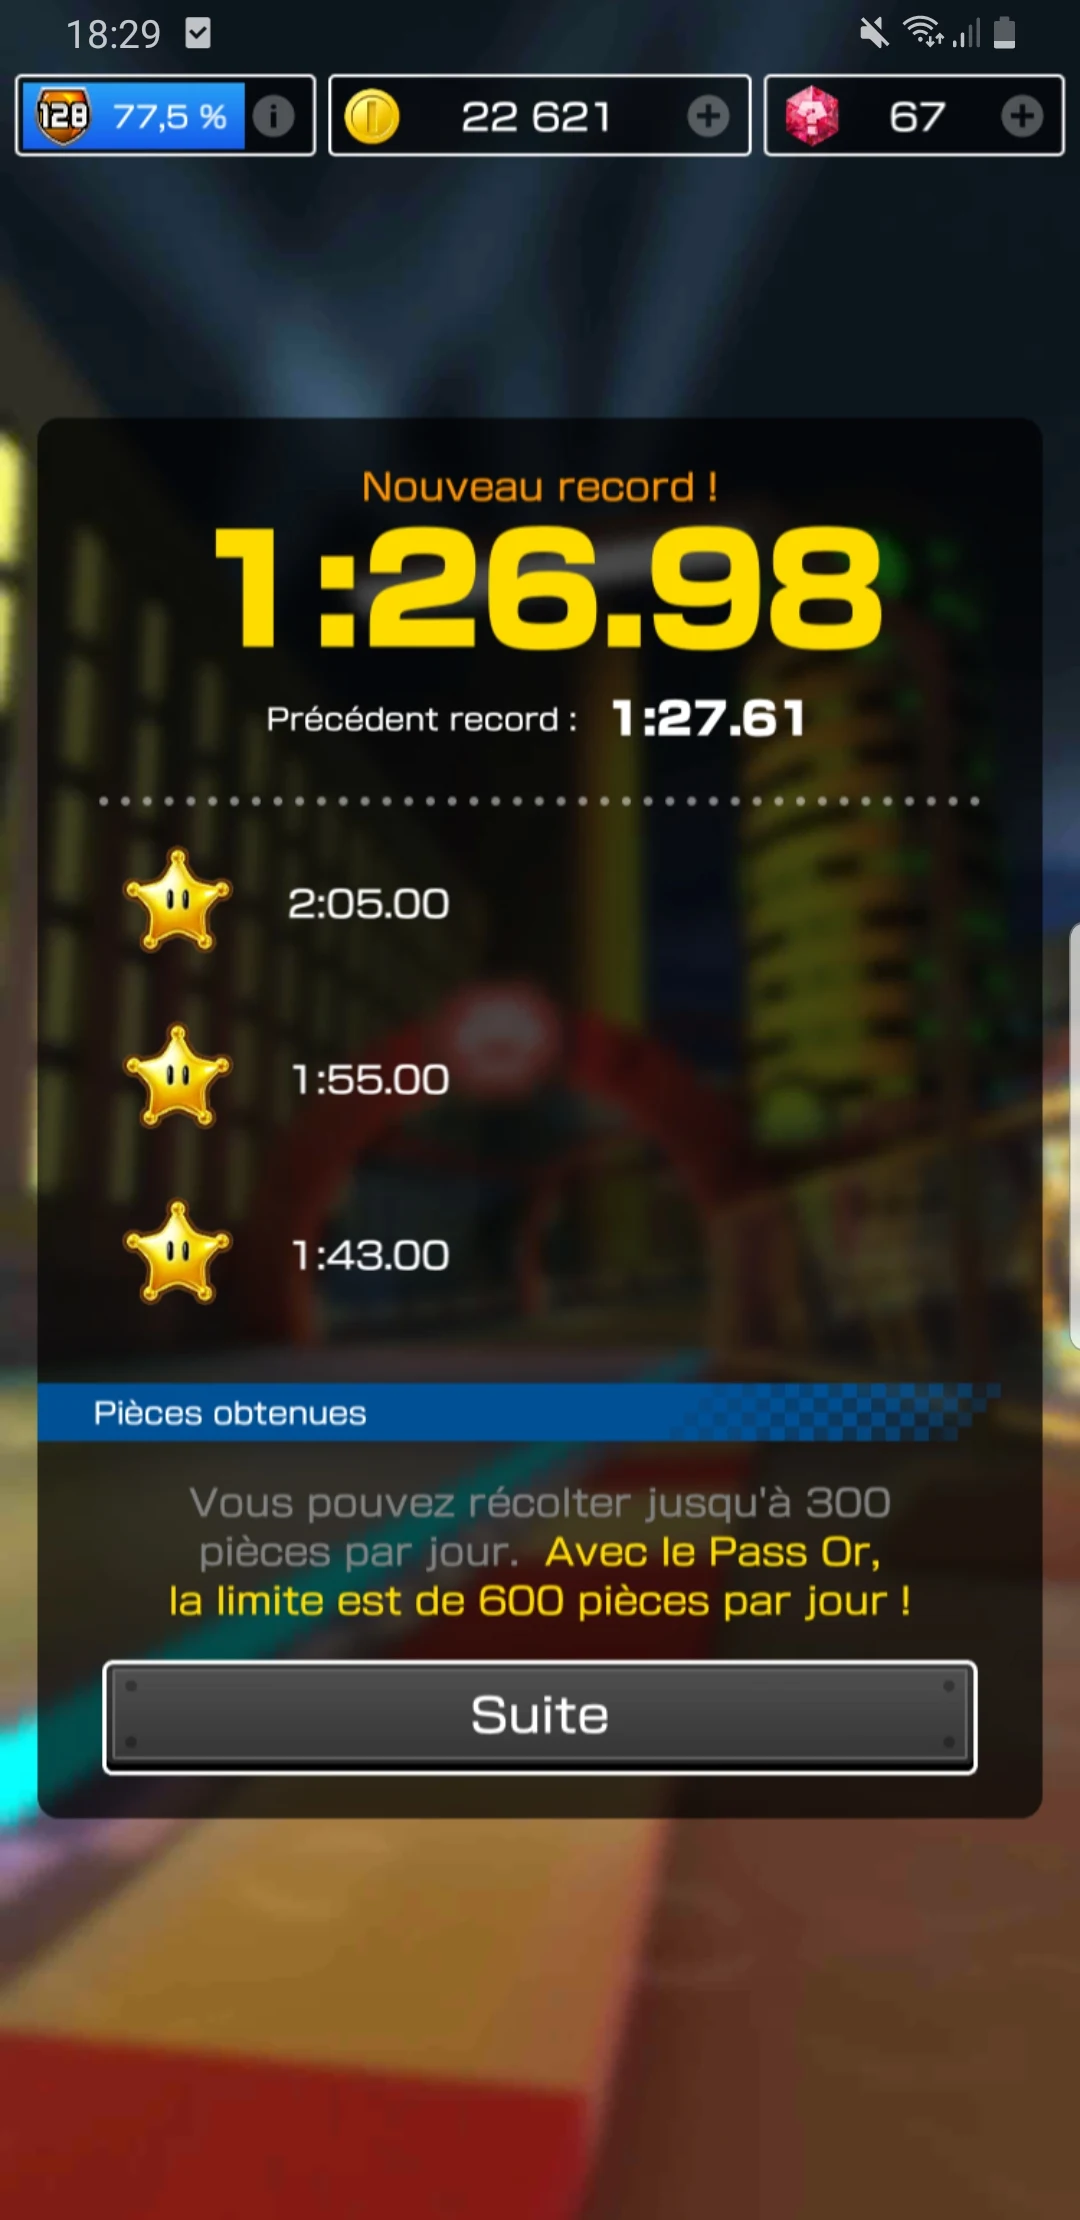 18:29
128 77,5 % i 22 621 + ? 67 +
Nouveau record !
1:26.98
Précédent record : 1:27.61
2:05.00
1:55.00
1:43.00
Pièces obtenues
Vous pouvez récolter jusqu'à 300
pièces par jour. Avec le Pass Or,
la limite est de 600 pièces par jour !
Suite